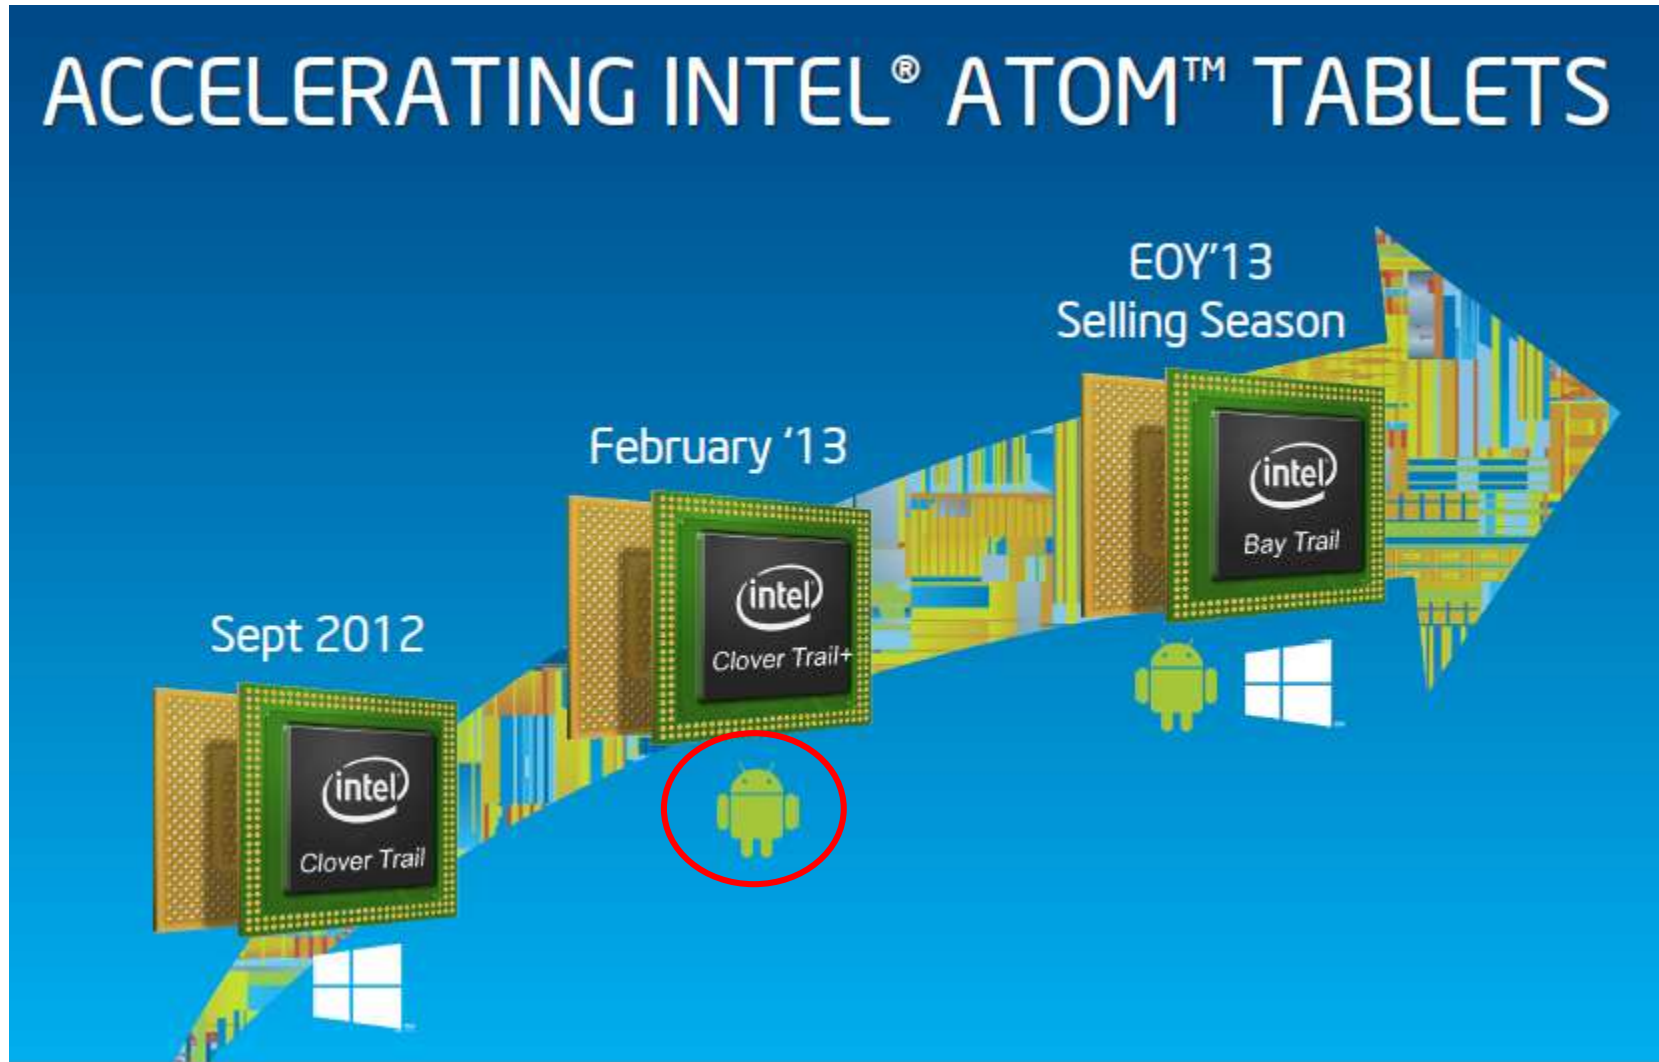 ACCELERATING INTEL® ATOM™ TABLETS
EOY'13
Selling Season
February '13
Sept 2012
intel
Bay Trail
intel
Clover Trail+
intel
Clover Trail